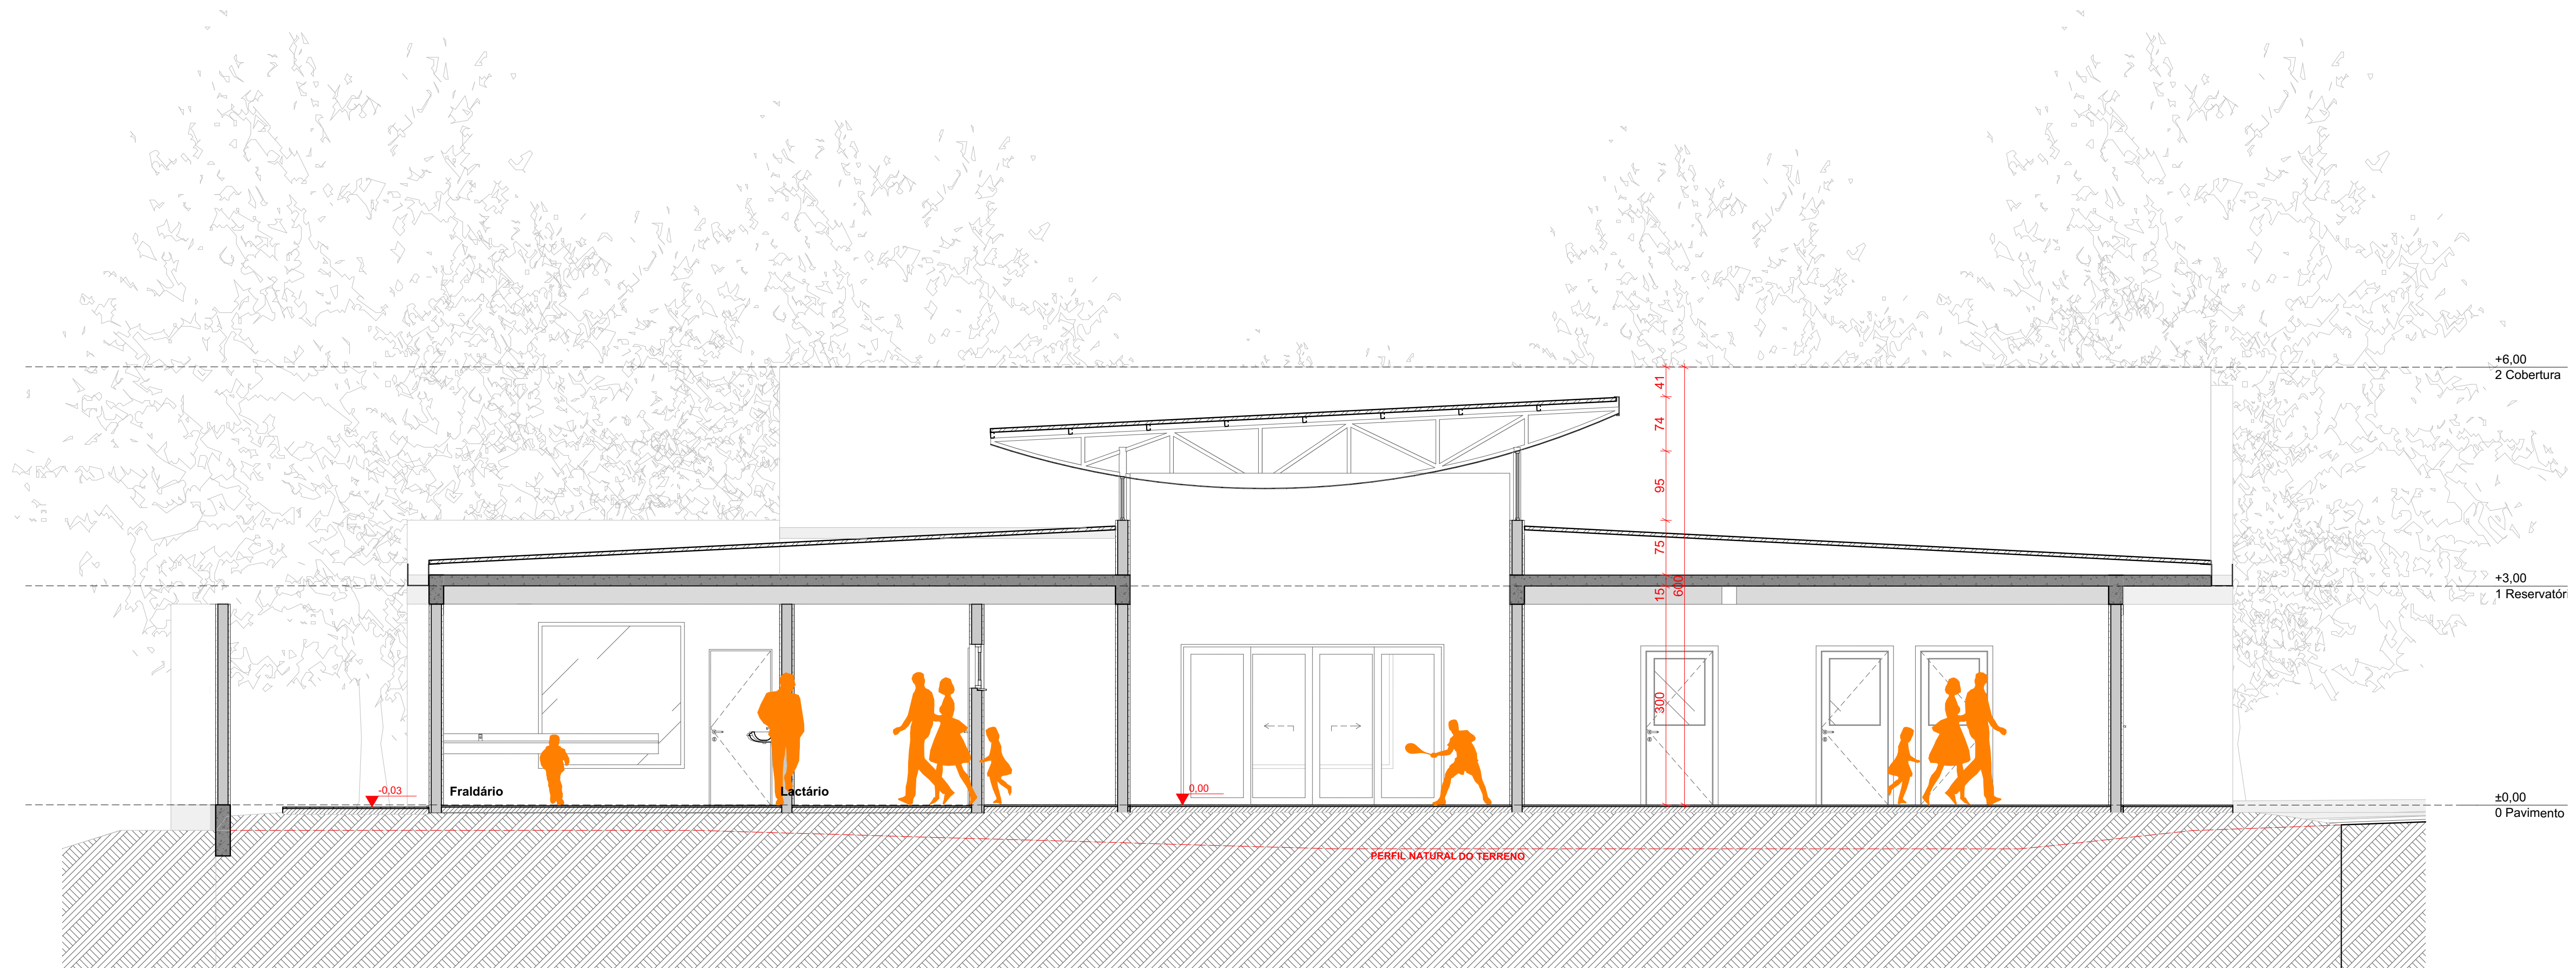 +6,00
2 Cobertura
41
74
95
75
15
600
300
+3,00
1 Reservatóri
Fraldário
Lactário
-0,03
0,00
±0,00
0 Pavimento
PERFIL NATURAL DO TERRENO